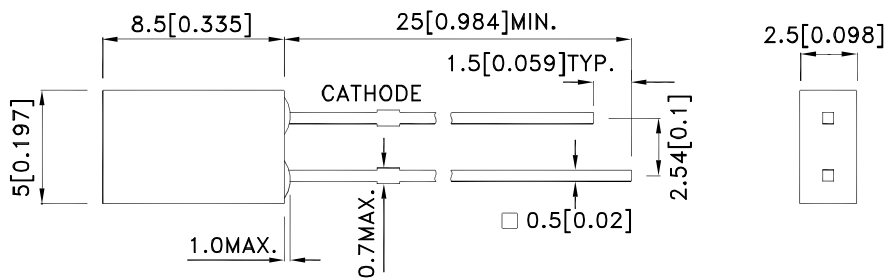 8.5[0.335]
25[0.984]MIN.
2.5[0.098]
1.5[0.059]TYP.
CATHODE
5[0.197]
2.54[0.1]
□ 0.5[0.02]
1.0MAX.
0.7MAX.